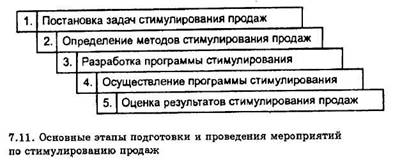 1. Постановка задач стимулирования продаж
2. Определение методов стимулирования продаж
3. Разработка программы стимулирования
4. Осуществление программы стимулирования
5. Оценка результатов стимулирования продаж
7.11. Основные этапы подготовки и проведения мероприятий
по стимулированию продаж